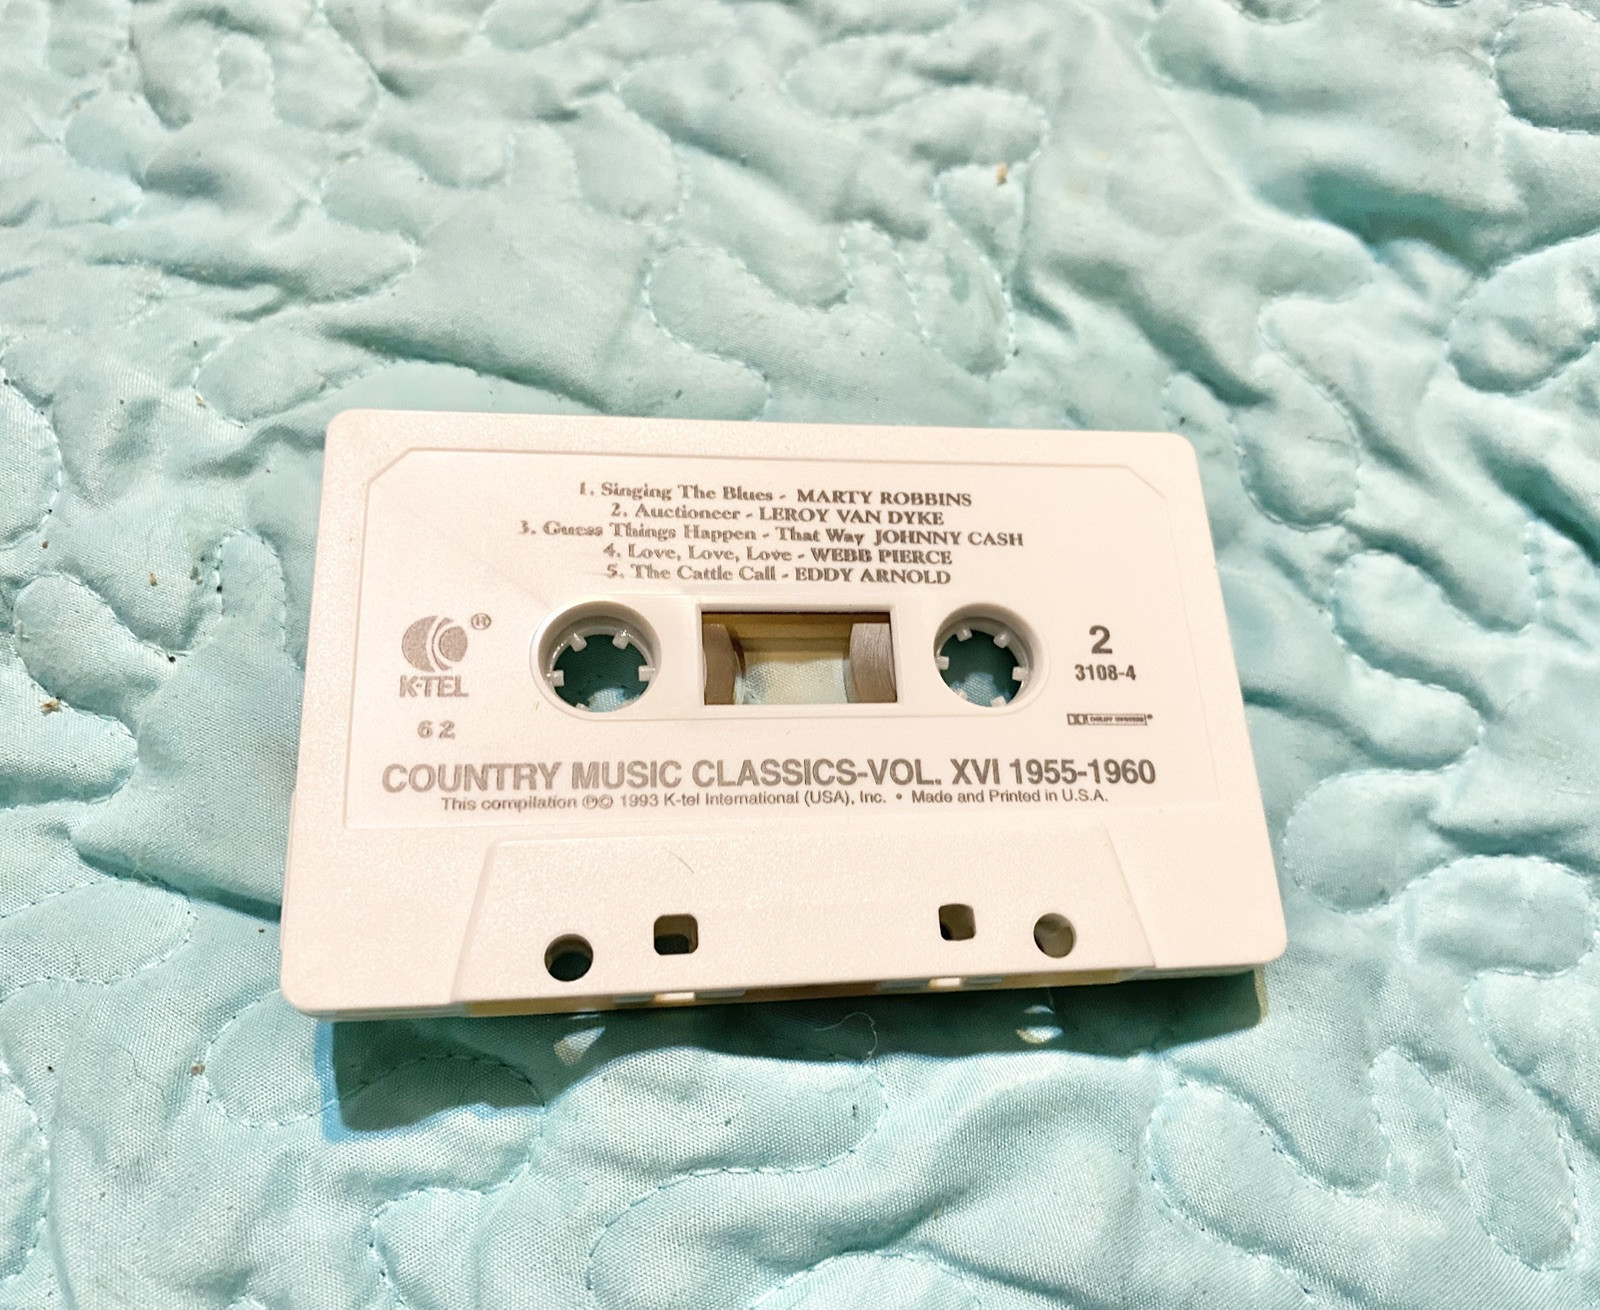 1. Singing The Blues - MARTY ROBBINS
2. Auctioneer - LEROY VAN DYKE
3. Guess Things Happen - That Way JOHNNY CASH
4. Love, Love, Love - WEBB PIERCE
5. The Cattle Call - EDDY ARNOLD
®
K-TEL
62
2
3108-4
DOLBY SYSTEM®
COUNTRY MUSIC CLASSICS-VOL. XVI 1955-1960
This compilation ℗© 1993 K-tel International (USA), Inc. • Made and Printed in U.S.A.